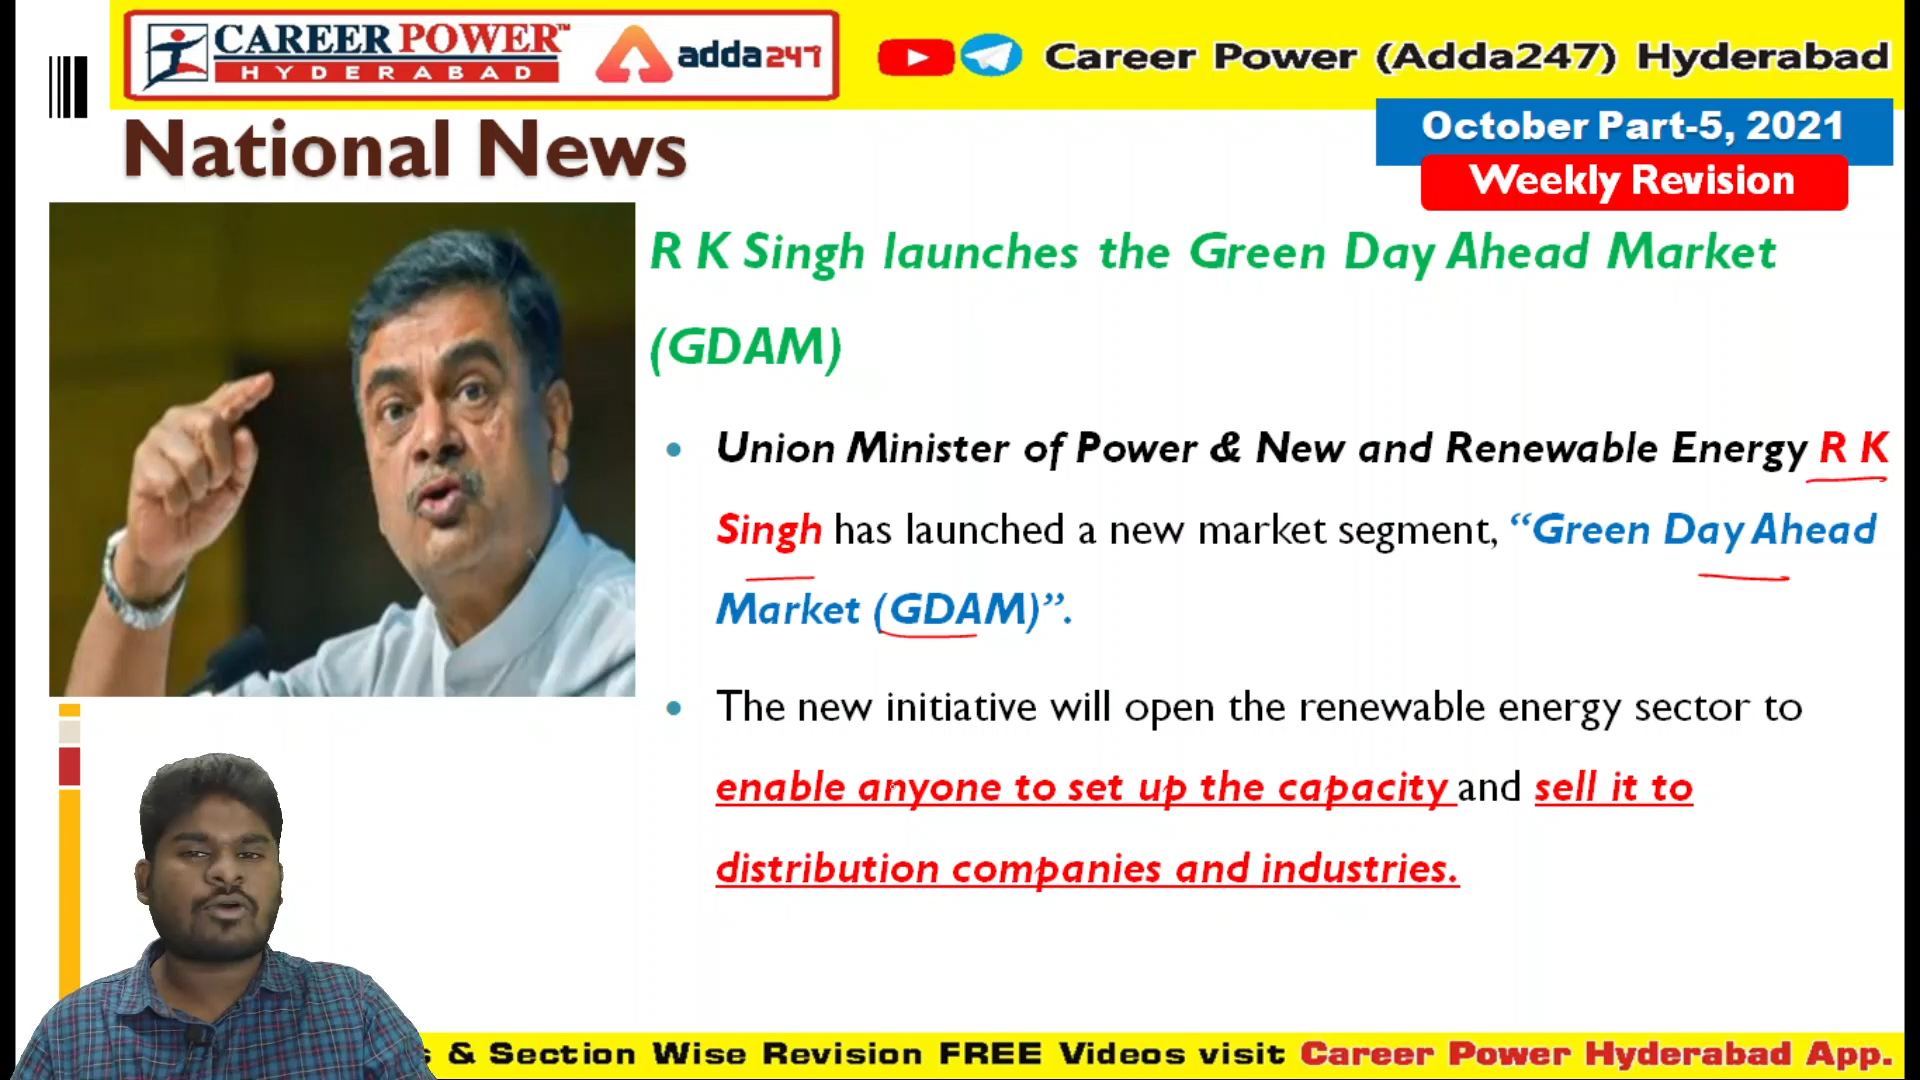 CAREER POWER™
HYDERABAD
adda247
Career Power (Adda247) Hyderabad
October Part-5, 2021
Weekly Revision
National News
R K Singh launches the Green Day Ahead Market
(GDAM)
• Union Minister of Power & New and Renewable Energy R K
Singh has launched a new market segment, “Green Day Ahead
Market (GDAM)”.
• The new initiative will open the renewable energy sector to
enable anyone to set up the capacity and sell it to
distribution companies and industries.
& Section Wise Revision FREE Videos visit Career Power Hyderabad App.